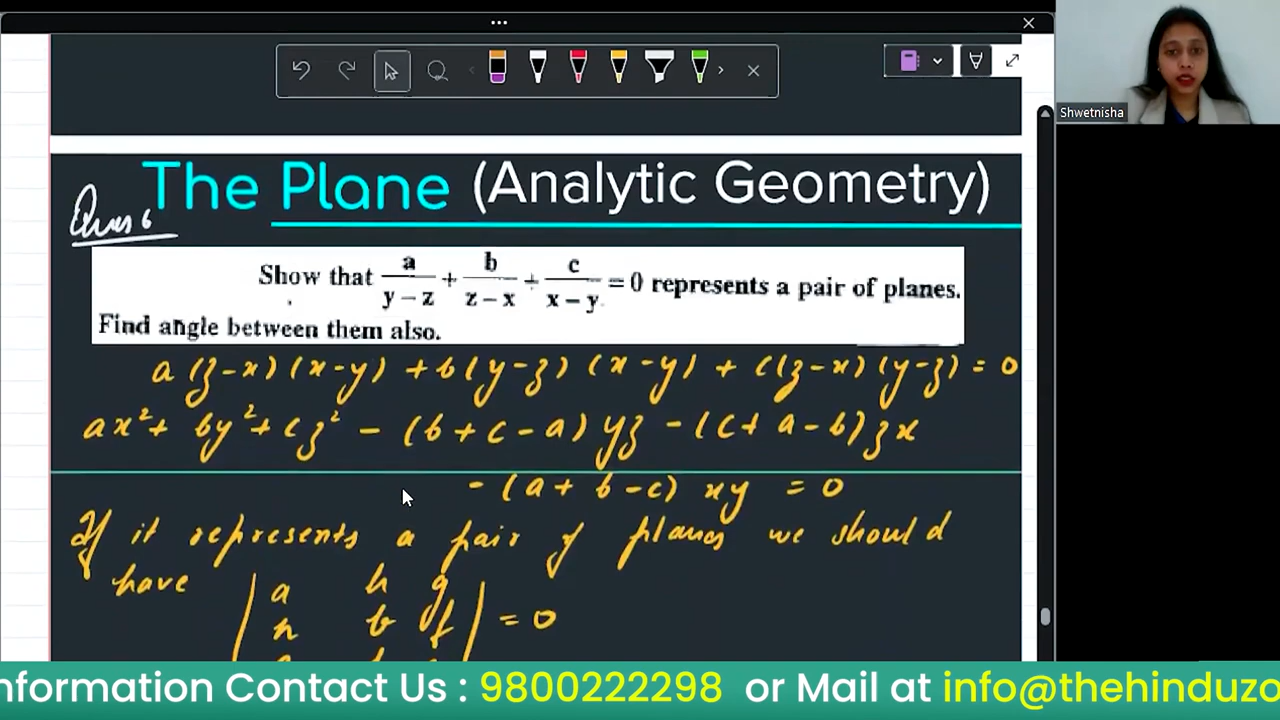 Shwetnisha
The Plane (Analytic Geometry)
Ques 6
Show that a/(y-z) + b/(z-x) + c/(x-y) = 0 represents a pair of planes.
Find angle between them also.
a(z-x)(x-y) + b(y-z)(x-y) + c(z-x)(y-z) = 0
ax² + by² + cz² - (b+c-a) yz - (c+a-b) zx
- (a+b-c) xy = 0
If it represents a pair of planes we should
have | a h g
h b f | = 0
nformation Contact Us : 9800222298 or Mail at info@thehinduzo